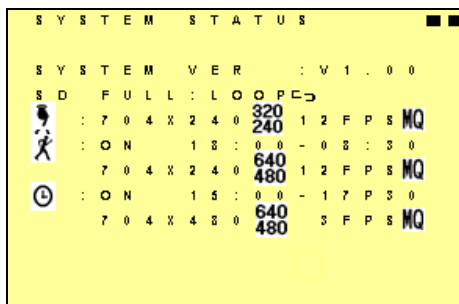 SYSTEM STATUS
SYSTEM VER : V1.00
SD FULL:LOOP
: 704X240 320 240 12FPS MQ
: ON 18:00-08:30
704X240 640 480 12FPS MQ
: ON 15:00-17P30
704X480 640 480 3FPS MQ